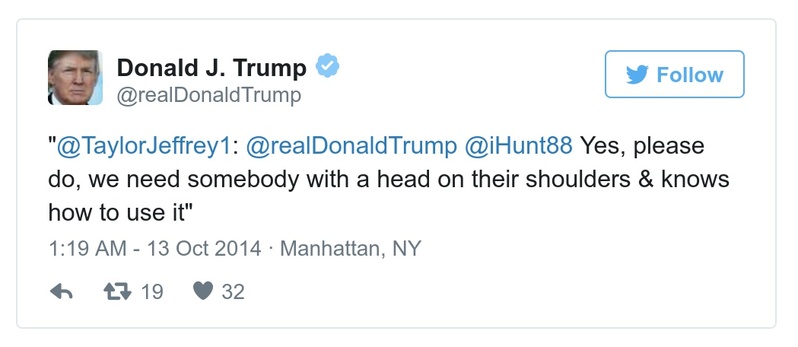 Donald J. Trump
Follow
@realDonaldTrump
"@TaylorJeffrey1: @realDonaldTrump @iHunt88 Yes, please
do, we need somebody with a head on their shoulders & knows
how to use it"
1:19 AM - 13 Oct 2014 · Manhattan, NY
19 32